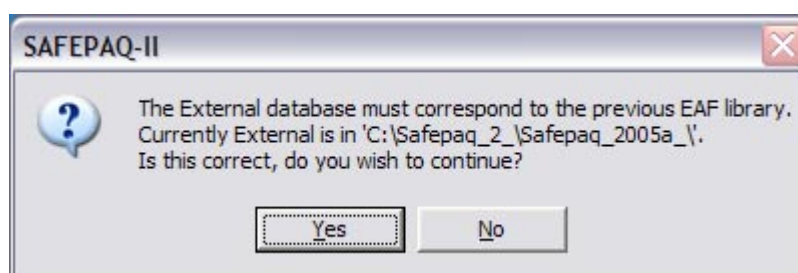 SAFEPAQ-II
The External database must correspond to the previous EAF library.
Currently External is in 'C:\Safepaq_2_\Safepaq_2005a_\'.
Is this correct, do you wish to continue?
Yes No